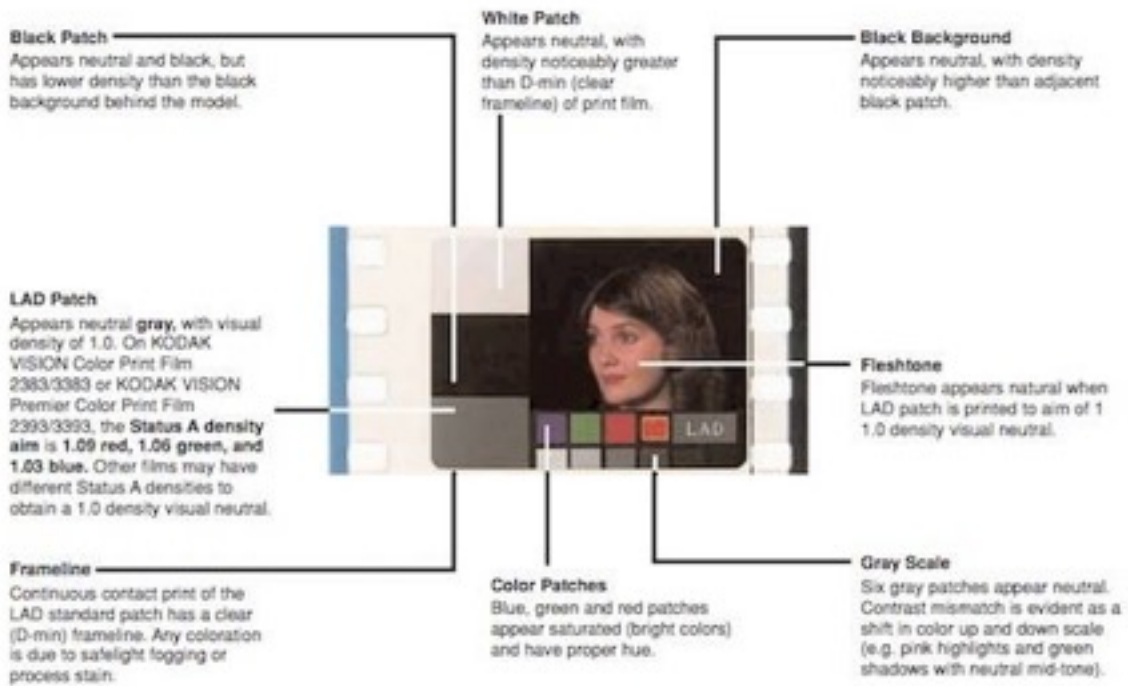 Black Patch
Appears neutral and black, but
has lower density than the black
background behind the model.
White Patch
Appears neutral, with
density noticeably greater
than D-min (clear
frameline) of print film.
Black Background
Appears neutral, with density
noticeably higher than adjacent
black patch.
LAD Patch
Appears neutral gray, with visual
density of 1.0. On KODAK
VISION Color Print Film
2383/3383 or KODAK VISION
Premier Color Print Film
2393/3393, the Status A density
aim is 1.09 red, 1.06 green, and
1.03 blue. Other films may have
different Status A densities to
obtain a 1.0 density visual neutral.
LAD
Fleshtone
Fleshtone appears natural when
LAD patch is printed to aim of 1
1.0 density visual neutral.
Frameline
Continuous contact print of the
LAD standard patch has a clear
(D-min) frameline. Any coloration
is due to safelight fogging or
process stain.
Color Patches
Blue, green and red patches
appear saturated (bright colors)
and have proper hue.
Gray Scale
Six gray patches appear neutral.
Contrast mismatch is evident as a
shift in color up and down scale
(e.g. pink highlights and green
shadows with neutral mid-tone).